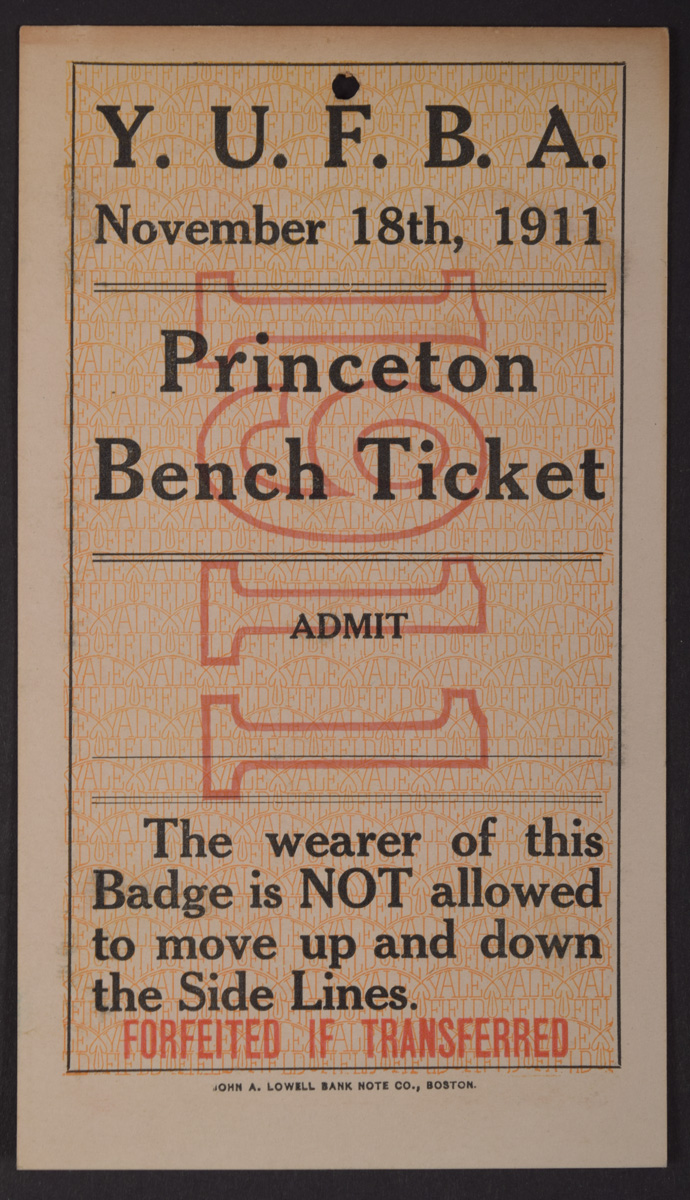 Y. U. F. B. A.
November 18th, 1911
Princeton
Bench Ticket
1911
ADMIT
The wearer of this
Badge is NOT allowed
to move up and down
the Side Lines.
FORFEITED IF TRANSFERRED
JOHN A. LOWELL BANK NOTE CO., BOSTON.